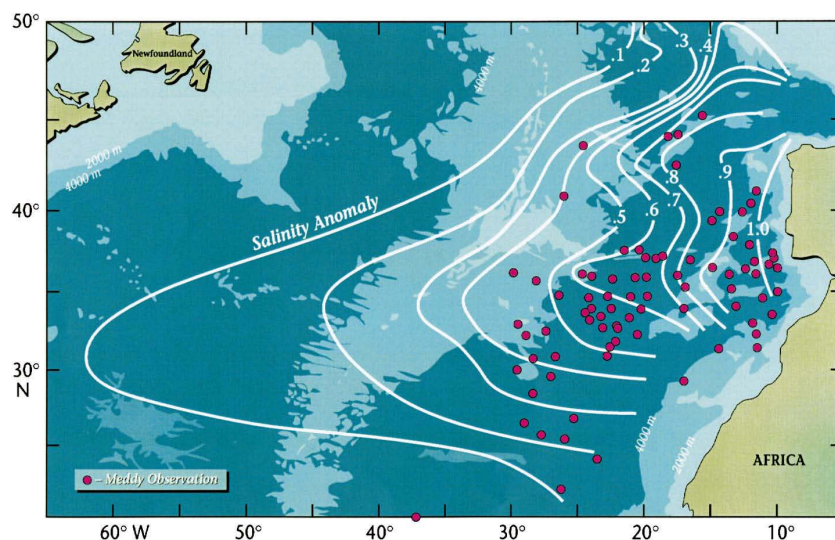 50°
Newfoundland
4000 m
.1
.2
.3
.4
2000 m
4000 m
.8
.9
Salinity Anomaly
.5
.6
.7
1.0
40°
30°
N
4000 m
2000 m
AFRICA
– Meddy Observation
60° W
50°
40°
30°
20°
10°